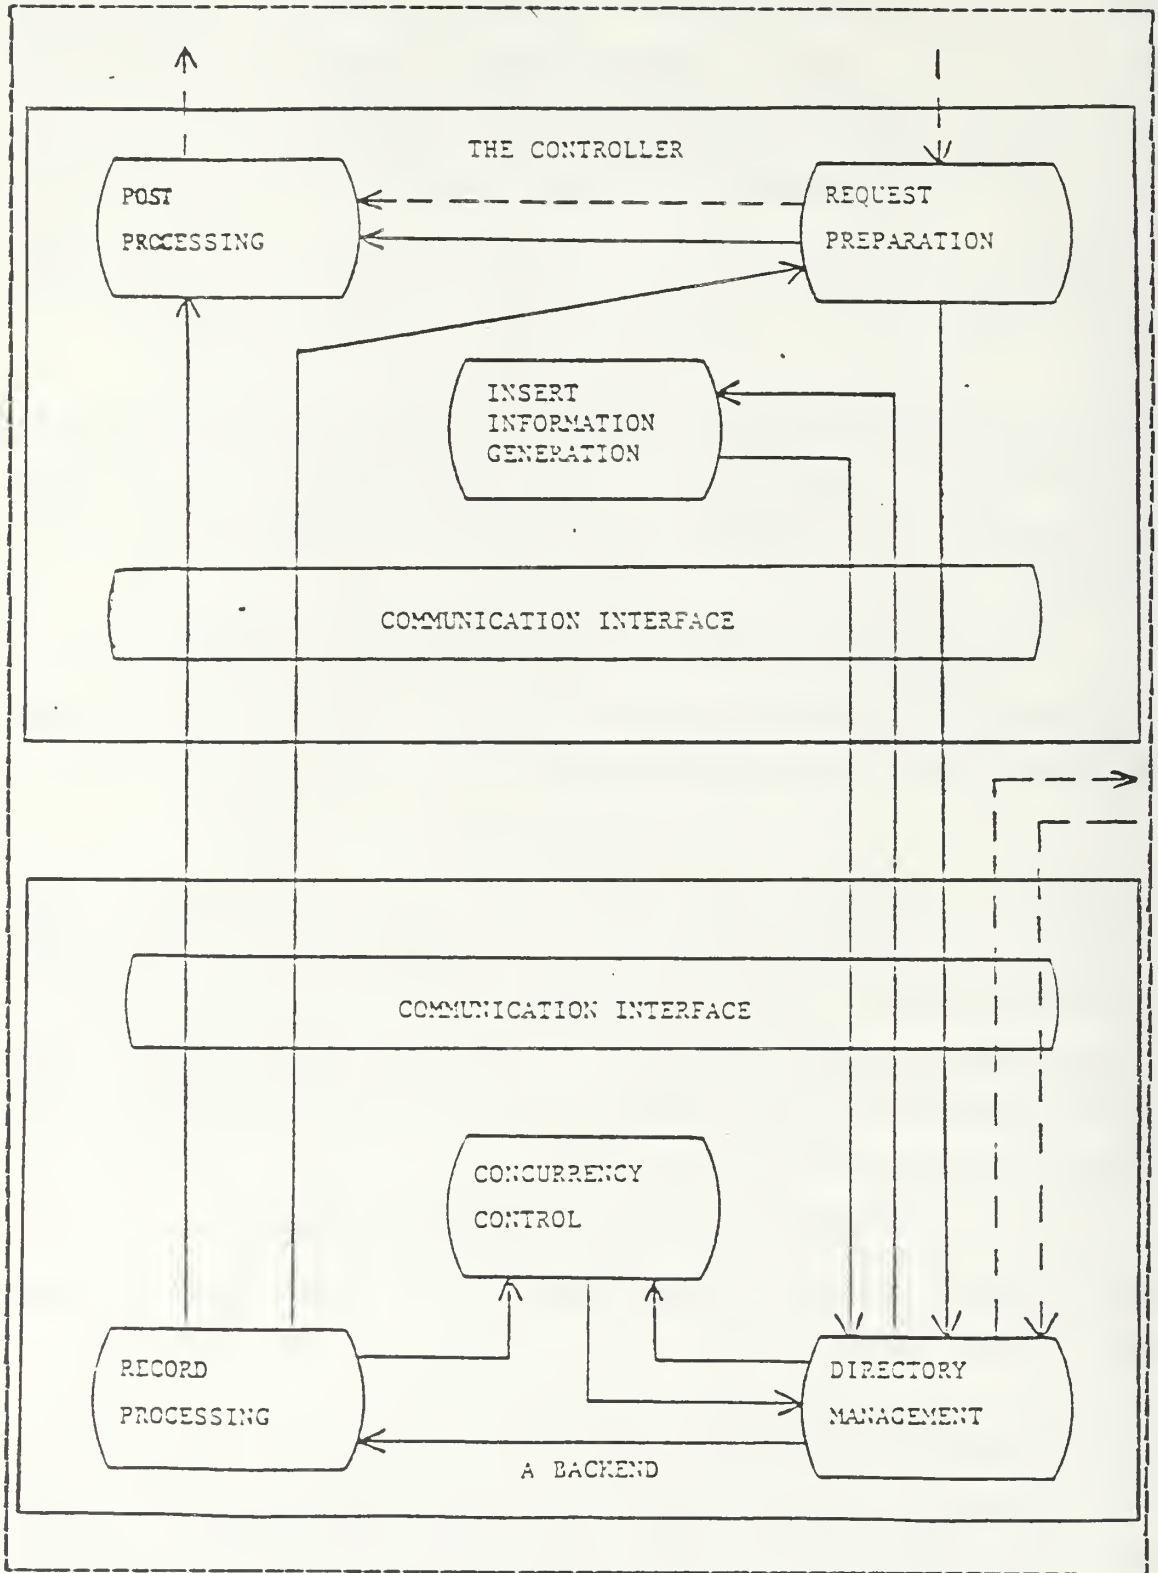 THE CONTROLLER
POST
PROCESSING
REQUEST
PREPARATION
INSERT
INFORMATION
GENERATION
COMMUNICATION INTERFACE
COMMUNICATION INTERFACE
CONCURRENCY
CONTROL
RECORD
PROCESSING
DIRECTORY
MANAGEMENT
A BACKEND